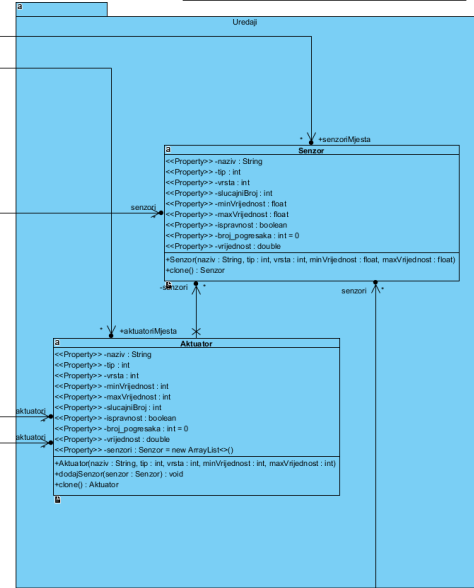 a
Uredaji
* +senzoriMjesta
a
Senzor
<<Property>> -naziv : String
<<Property>> -tip : int
<<Property>> -vrsta : int
<<Property>> -slucajniBroj : int
<<Property>> -minVrijednost : float
<<Property>> -maxVrijednost : float
<<Property>> -ispravnost : boolean
<<Property>> -broj_pogresaka : int = 0
<<Property>> -vrijednost : double
+Senzor(naziv : String, tip : int, vrsta : int, minVrijednost : float, maxVrijednost : float)
+clone() : Senzor
senzori
-senzori *
senzori *
* +aktuatoriMjesta
a
Aktuator
<<Property>> -naziv : String
<<Property>> -tip : int
<<Property>> -vrsta : int
<<Property>> -minVrijednost : int
<<Property>> -maxVrijednost : int
<<Property>> -slucajniBroj : int
<<Property>> -ispravnost : boolean
<<Property>> -broj_pogresaka : int = 0
<<Property>> -vrijednost : double
<<Property>> -senzori : Senzor = new ArrayList<>()
+Aktuator(naziv : String, tip : int, vrsta : int, minVrijednost : int, maxVrijednost : int)
+dodajSenzor(senzor : Senzor) : void
+clone() : Aktuator
aktuatori
aktuatori